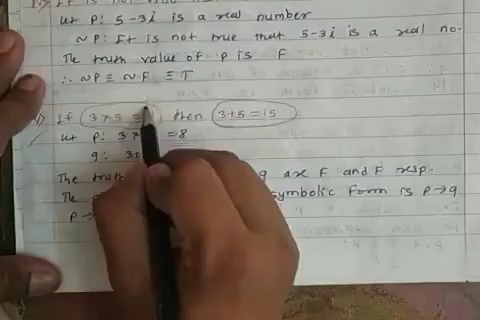 Let P: 5-3i is a real number
~P: It is not true that 5-3i is a real no.
The truth value of P is F
∴ ~P ≡ ~F ≡ T
If 3×5 = then 3+5=15
Let P: 3 =8
q:
The q are F and F resp.
The symbolic form is P→q
P→